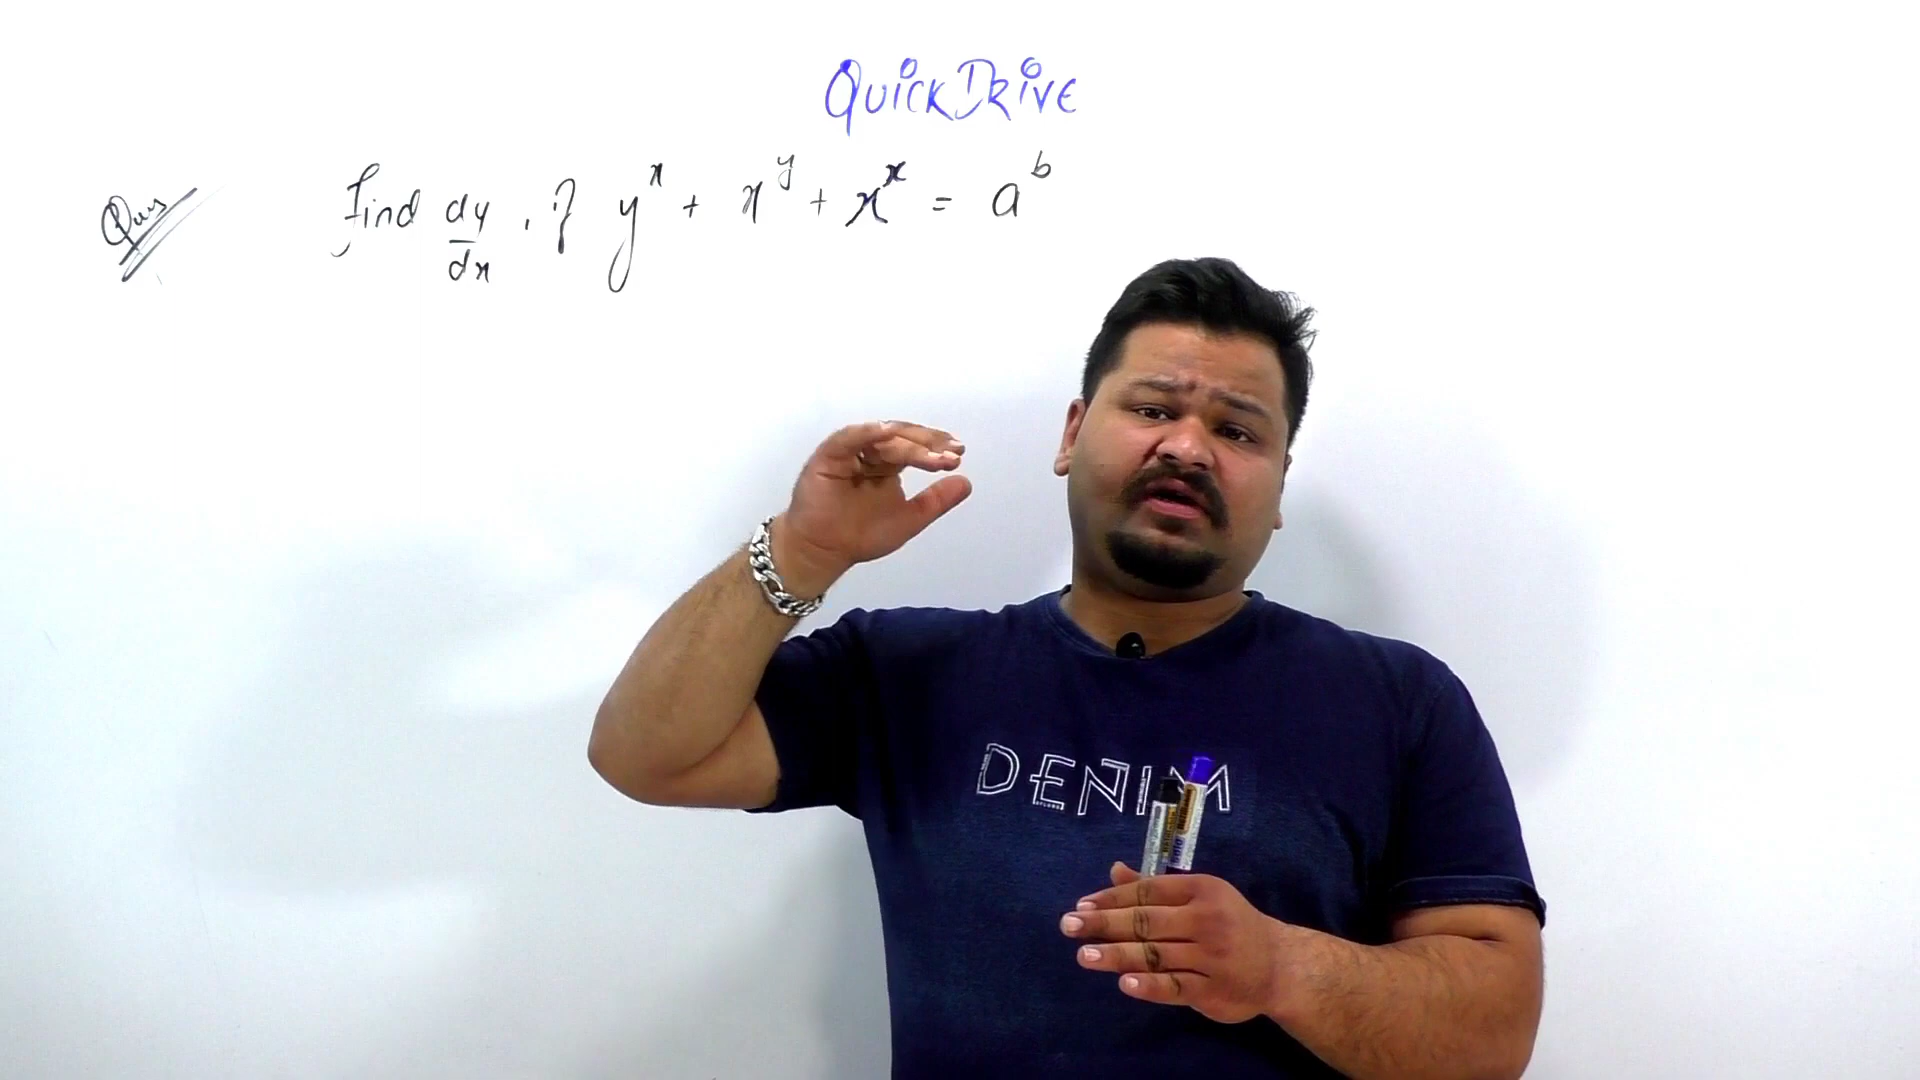 QUICKDRIVE
Ques Find dy/dx, if y^x + x^y + x^x = a^b
DENIM